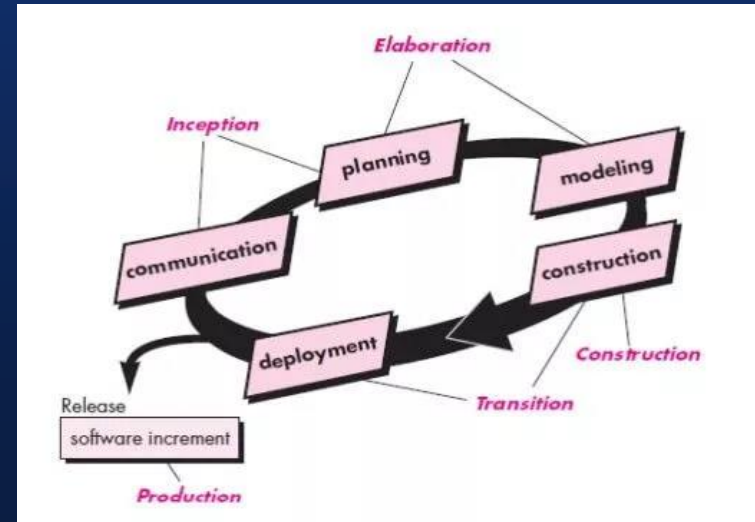 Elaboration
Inception
planning
modeling
communication
construction
deployment
Construction
Transition
Release
software increment
Production